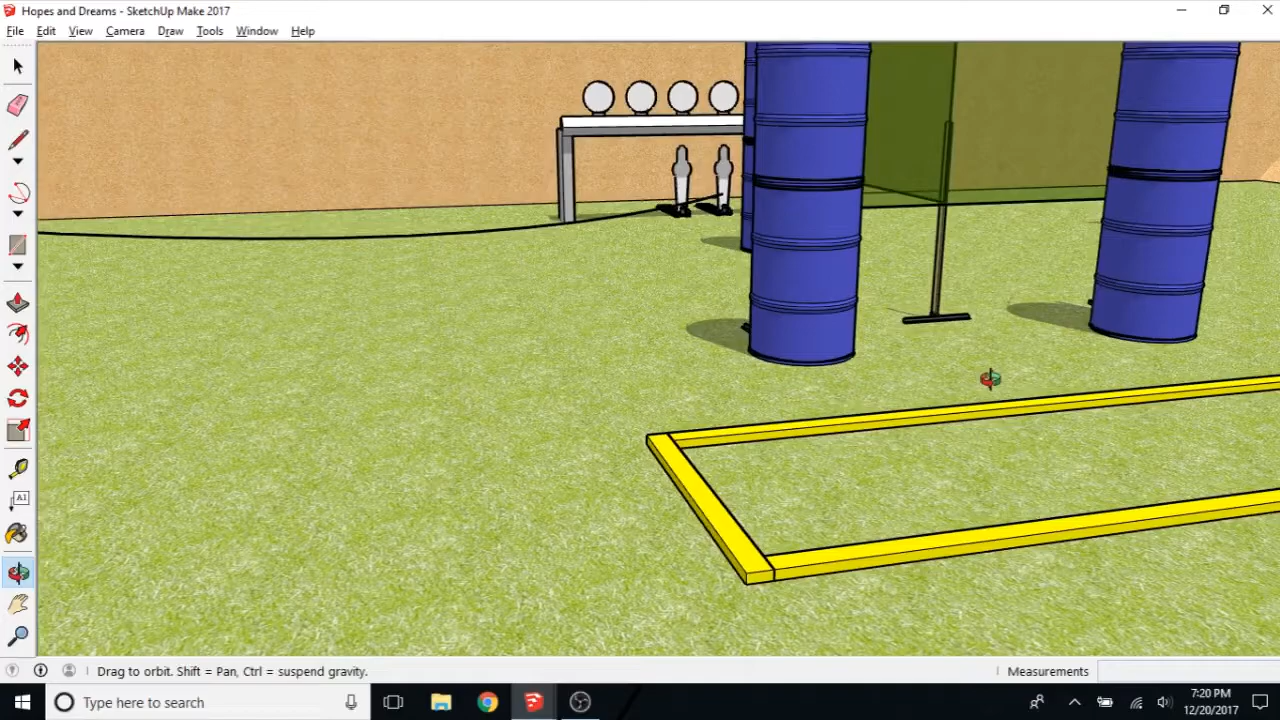 Hopes and Dreams - SketchUp Make 2017
File Edit View Camera Draw Tools Window Help
A1
Drag to orbit. Shift = Pan, Ctrl = suspend gravity.
Measurements
Type here to search
7:20 PM
12/20/2017